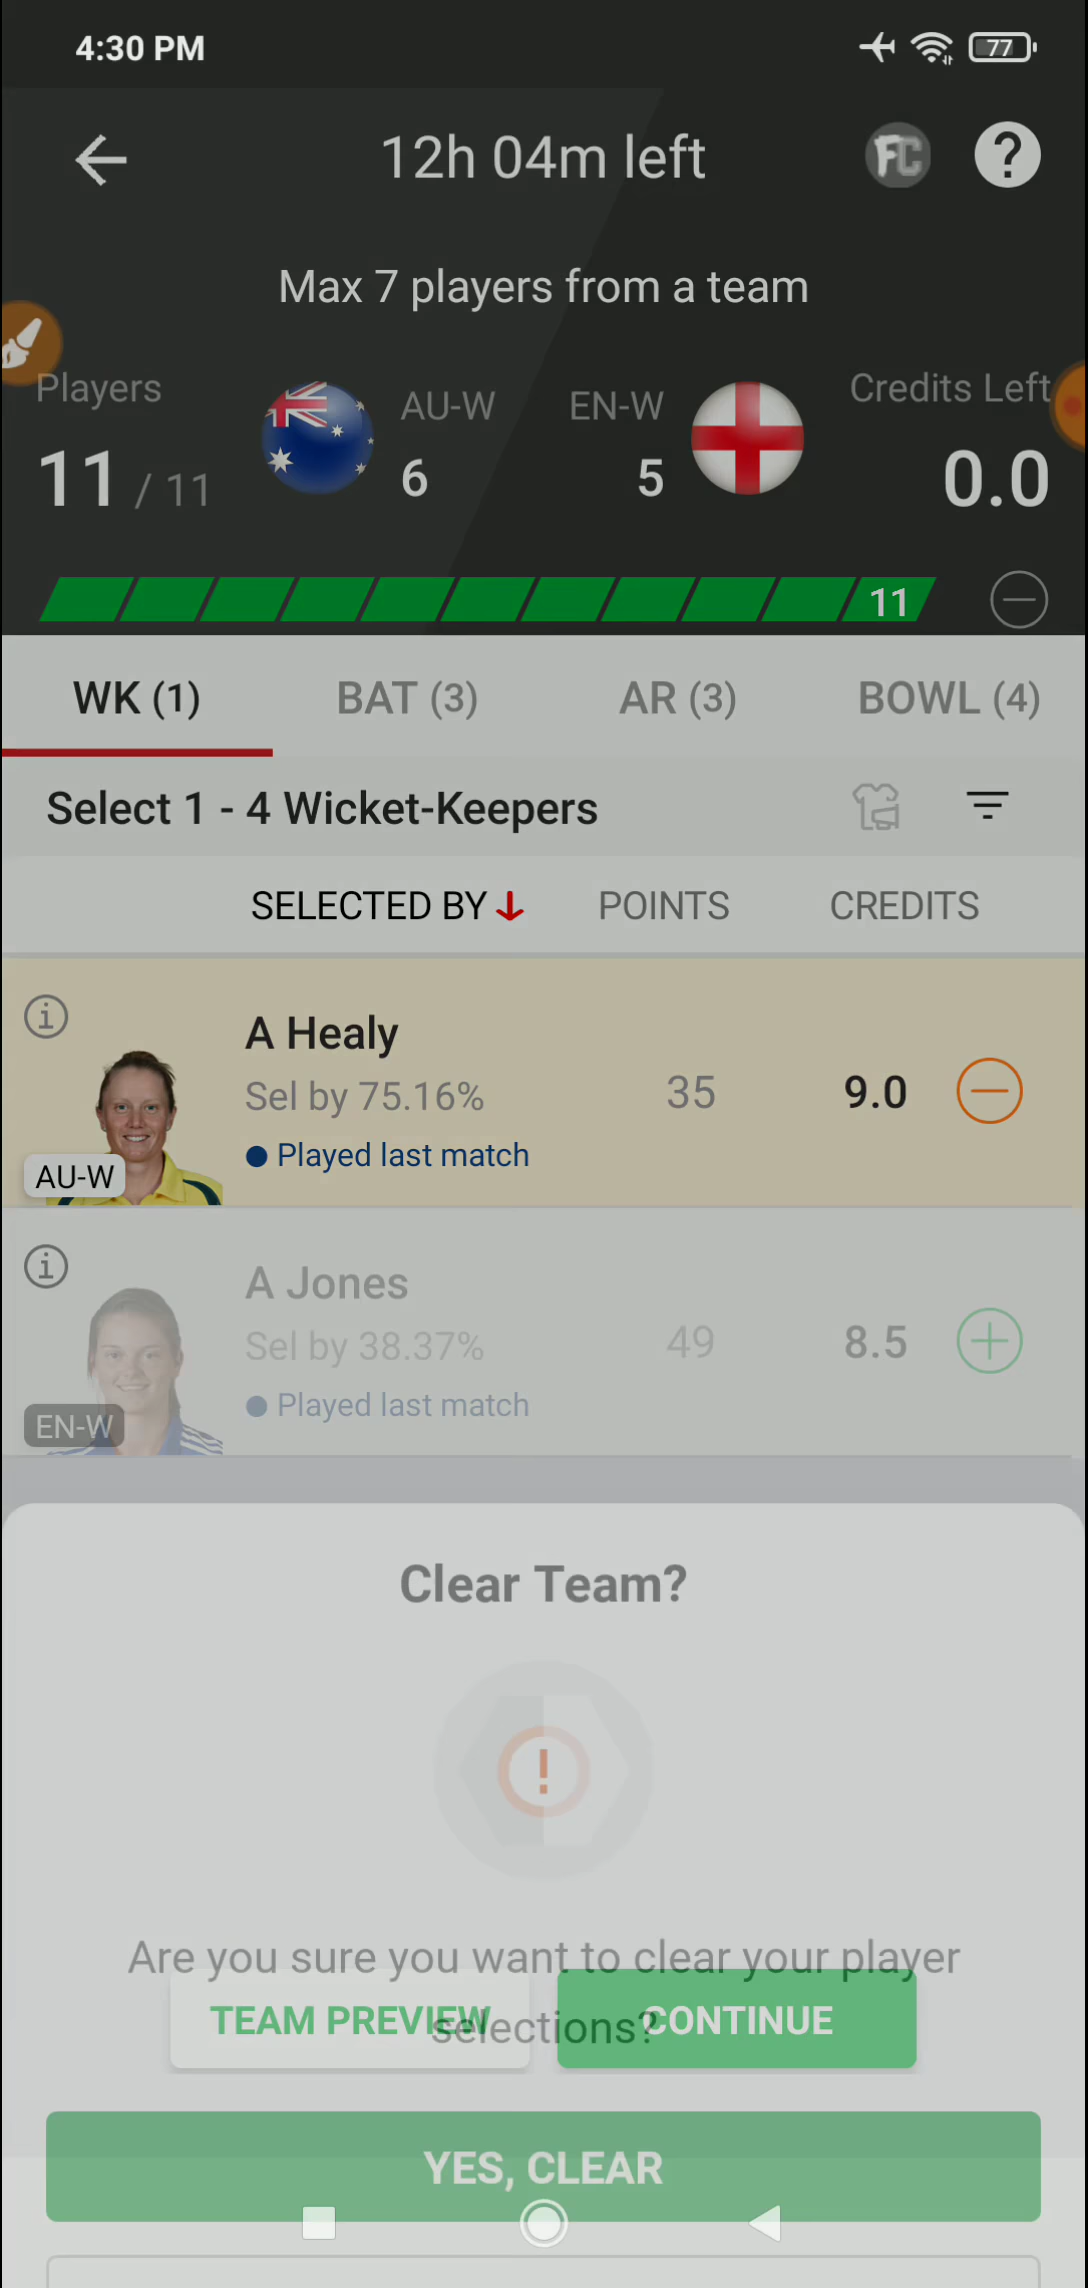 4:30 PM
77
12h 04m left
FC
?
Max 7 players from a team
Players
AU-W
EN-W
Credits Left
11 / 11
6
5
0.0
11
WK (1)
BAT (3)
AR (3)
BOWL (4)
Select 1 - 4 Wicket-Keepers
SELECTED BY
POINTS
CREDITS
A Healy
Sel by 75.16%
35
9.0
Played last match
AU-W
A Jones
Sel by 38.37%
49
8.5
Played last match
EN-W
Clear Team?
!
Are you sure you want to clear your player
selections?
TEAM PREVIEW
CONTINUE
YES, CLEAR